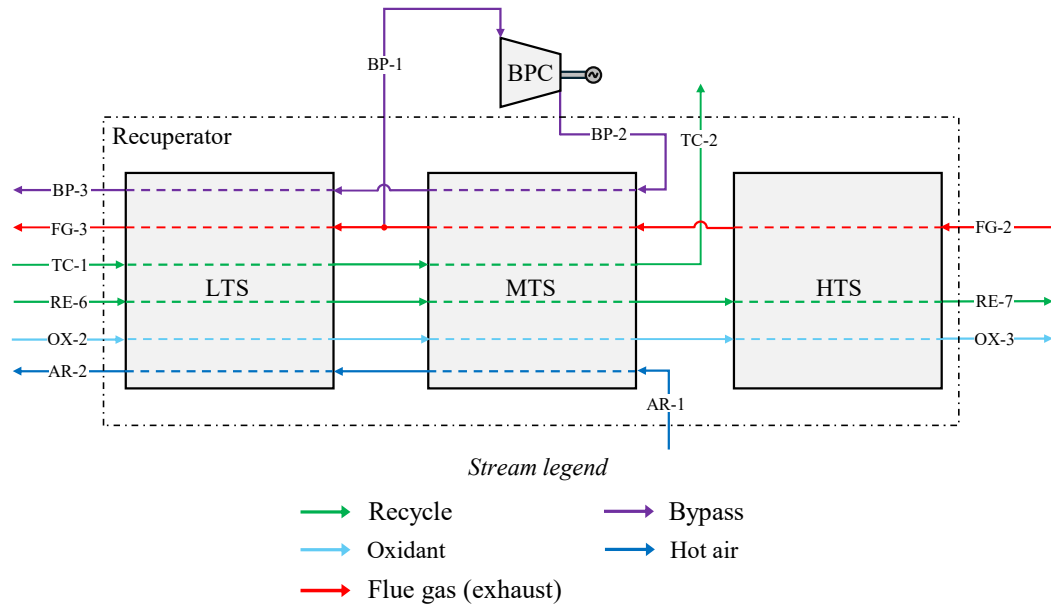 BP-1
BPC
BP-2
TC-2
Recuperator
BP-3
FG-3
FG-2
TC-1
LTS
MTS
HTS
RE-6
RE-7
OX-2
OX-3
AR-2
AR-1
Stream legend
Recycle
Bypass
Oxidant
Hot air
Flue gas (exhaust)